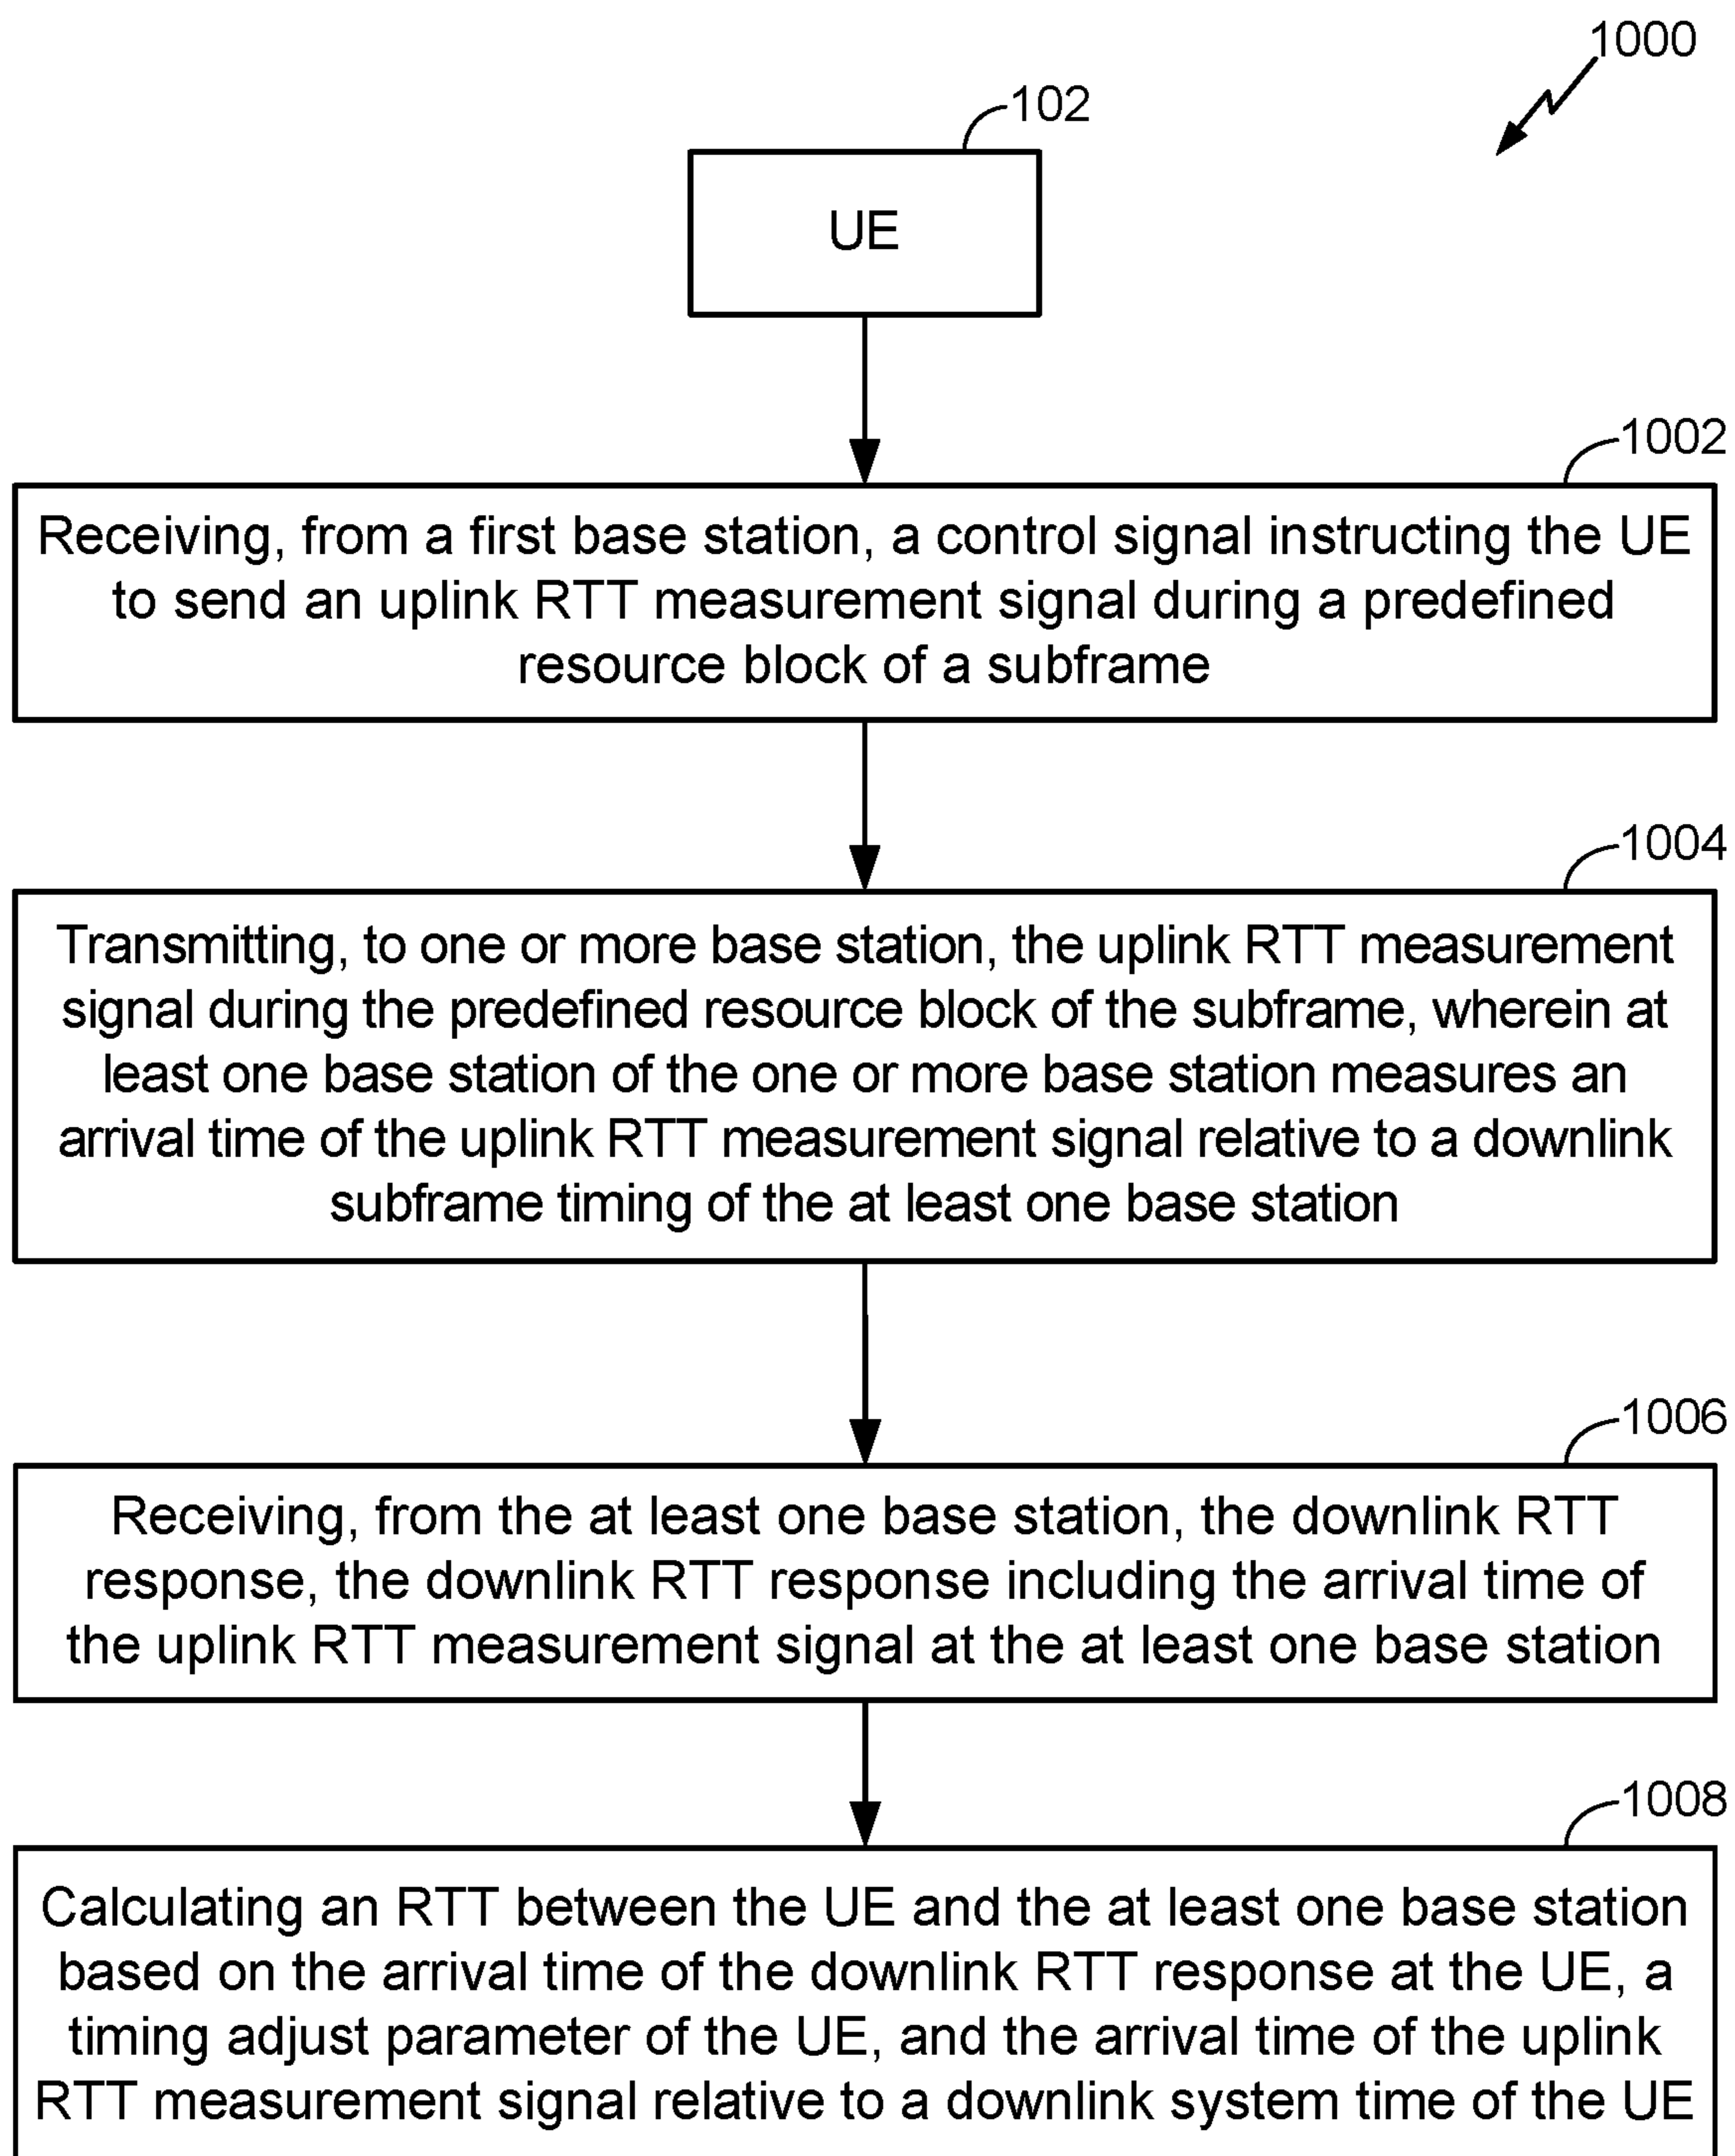 1000
102
UE
1002
Receiving, from a first base station, a control signal instructing the UE
to send an uplink RTT measurement signal during a predefined
resource block of a subframe
1004
Transmitting, to one or more base station, the uplink RTT measurement
signal during the predefined resource block of the subframe, wherein at
least one base station of the one or more base station measures an
arrival time of the uplink RTT measurement signal relative to a downlink
subframe timing of the at least one base station
1006
Receiving, from the at least one base station, the downlink RTT
response, the downlink RTT response including the arrival time of
the uplink RTT measurement signal at the at least one base station
1008
Calculating an RTT between the UE and the at least one base station
based on the arrival time of the downlink RTT response at the UE, a
timing adjust parameter of the UE, and the arrival time of the uplink
RTT measurement signal relative to a downlink system time of the UE